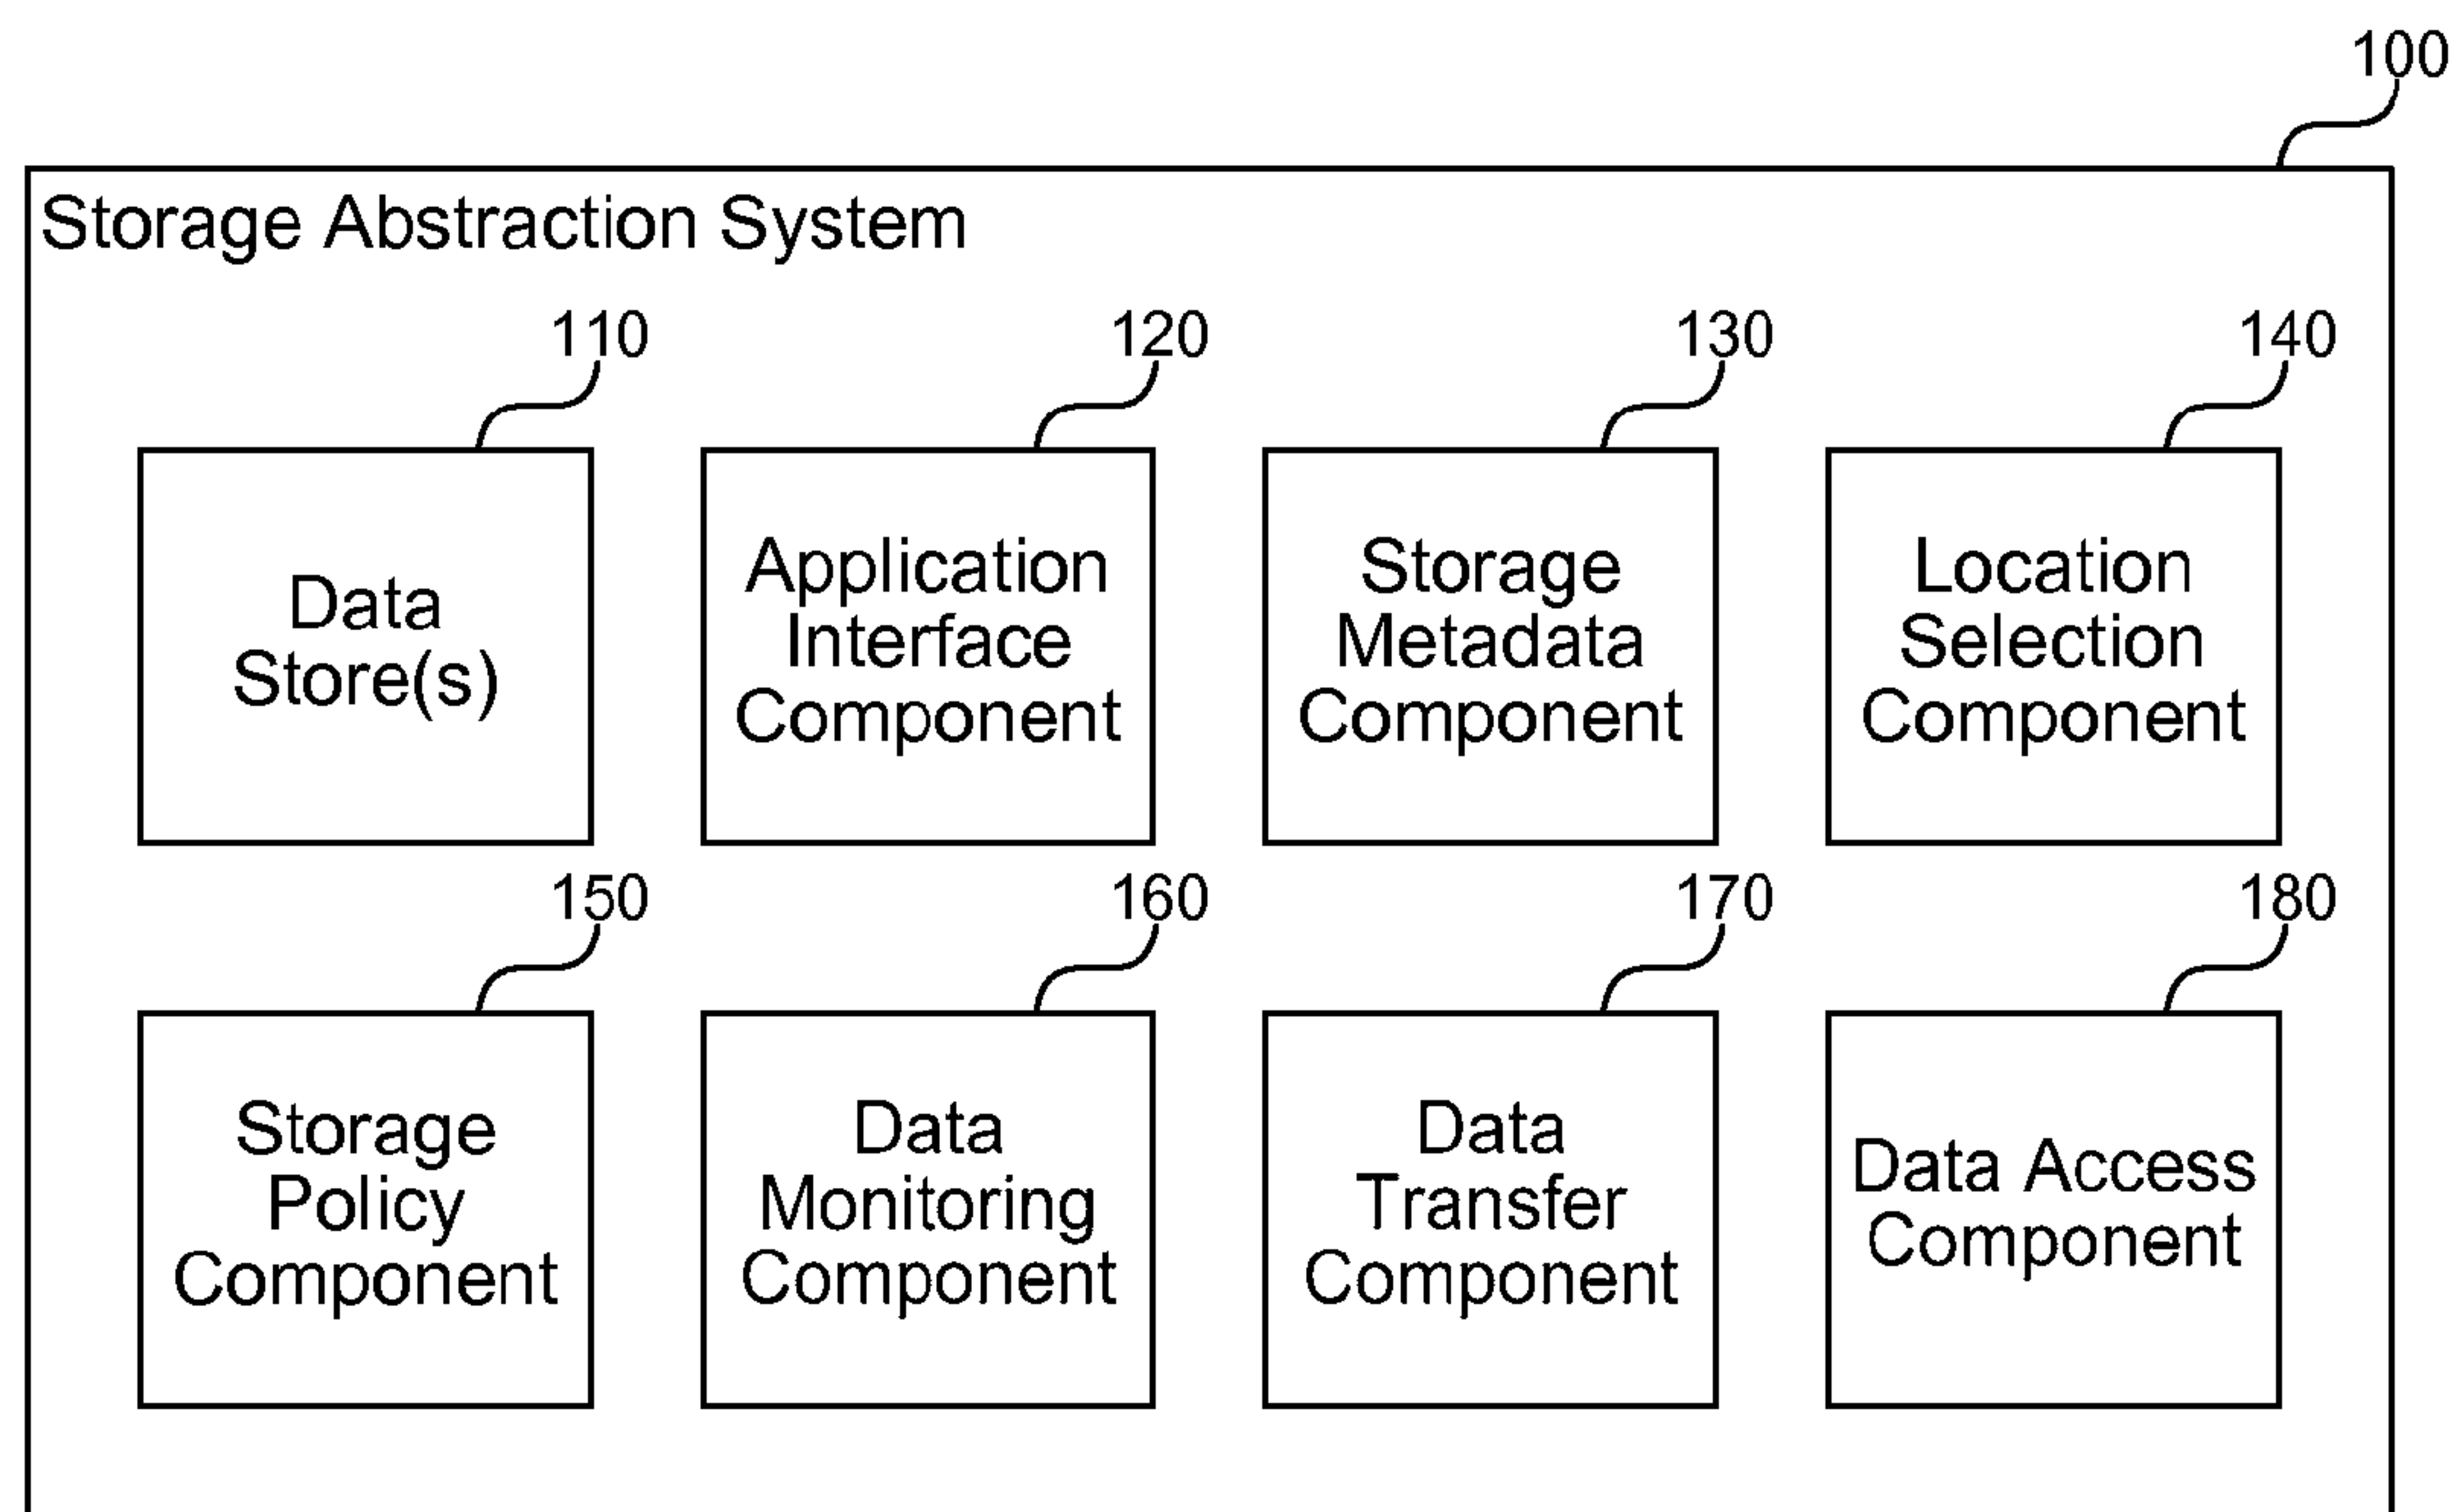 100
Storage Abstraction System
110
120
130
140
Data
Store(s)
Application
Interface
Component
Storage
Metadata
Component
Location
Selection
Component
150
160
170
180
Storage
Policy
Component
Data
Monitoring
Component
Data
Transfer
Component
Data Access
Component